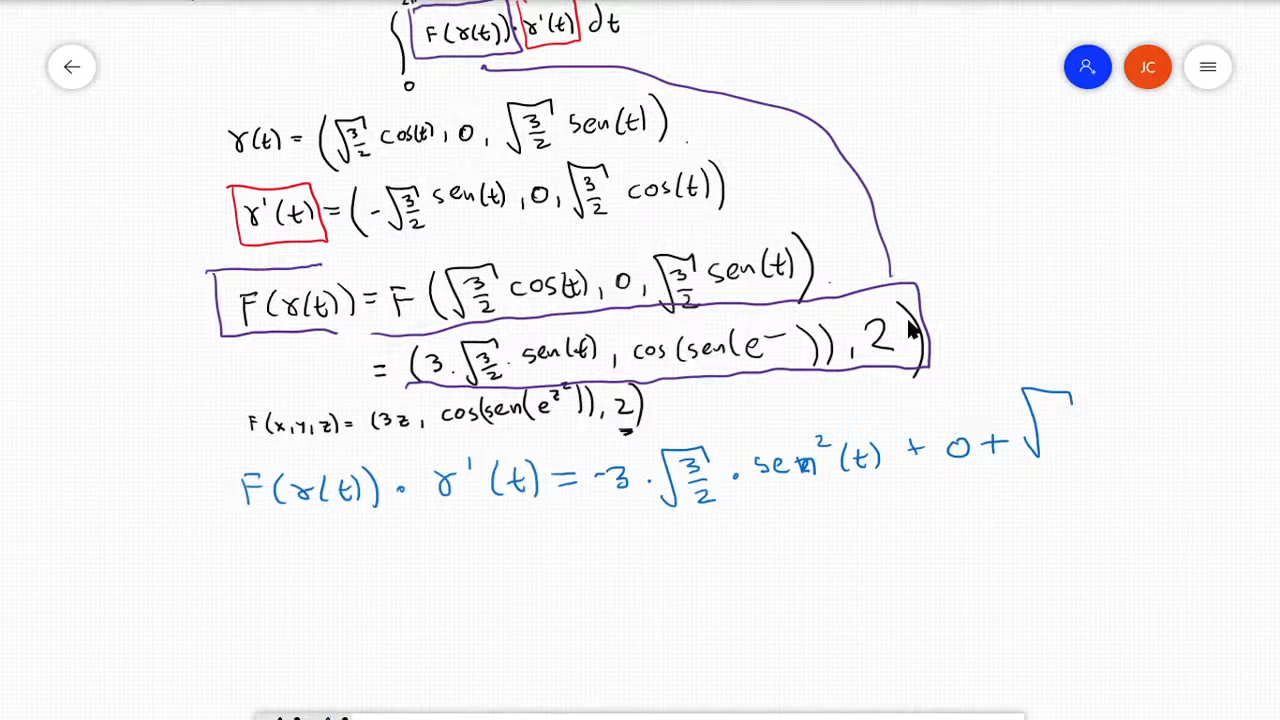 ∫₀ F(γ(t))·γ'(t) dt
JC
γ(t) = (√3/2 cos(t), 0, √3/2 sen(t))
γ'(t) = (-√3/2 sen(t), 0, √3/2 cos(t))
F(γ(t)) = F(√3/2 cos(t), 0, √3/2 sen(t))
= (3·√3/2·sen(t), cos(sen(e⁻ )), 2)
F(x,y,z) = (3z, cos(sen(e^z²)), 2)
F(γ(t))·γ'(t) = -3·√3/2·sen²(t) + 0 + √